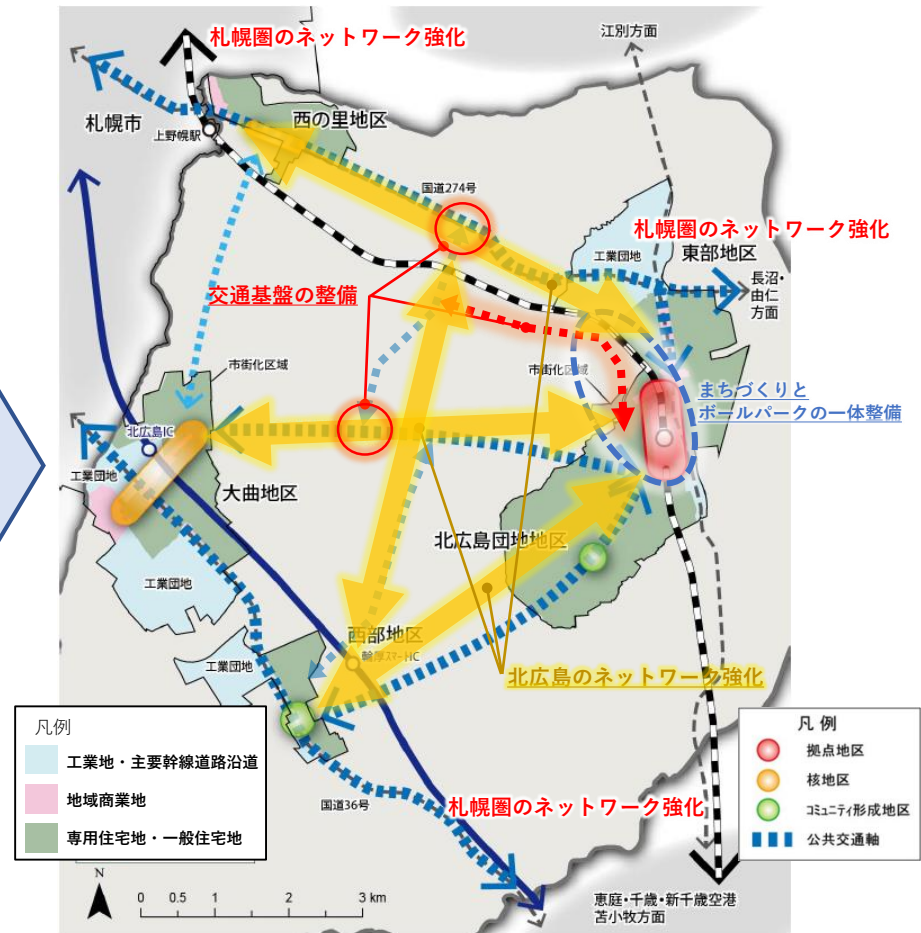 札幌圏のネットワーク強化
江別方面
札幌市
上野幌駅
西の里地区
国道274号
札幌圏のネットワーク強化
工業団地
東部地区
長沼・
由仁
方面
交通基盤の整備
市街化区域
市街化区域
まちづくりと
ボールパークの一体整備
北広島IC
工業団地
大曲地区
北広島団地地区
工業団地
西部地区
輪厚スマートIC
工業団地
北広島のネットワーク強化
凡例
工業地・主要幹線道路沿道
地域商業地
専用住宅地・一般住宅地
国道36号
札幌圏のネットワーク強化
凡例
拠点地区
核地区
コミュニティ形成地区
公共交通軸
N
0 0.5 1 2 3 km
恵庭・千歳・新千歳空港
苫小牧方面